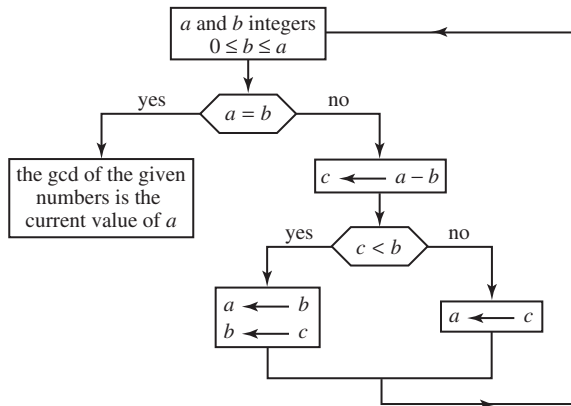 a and b integers
0 ≤ b ≤ a
yes
a = b
no
the gcd of the given
numbers is the
current value of a
c ← a − b
yes
c < b
no
a ← b
b ← c
a ← c